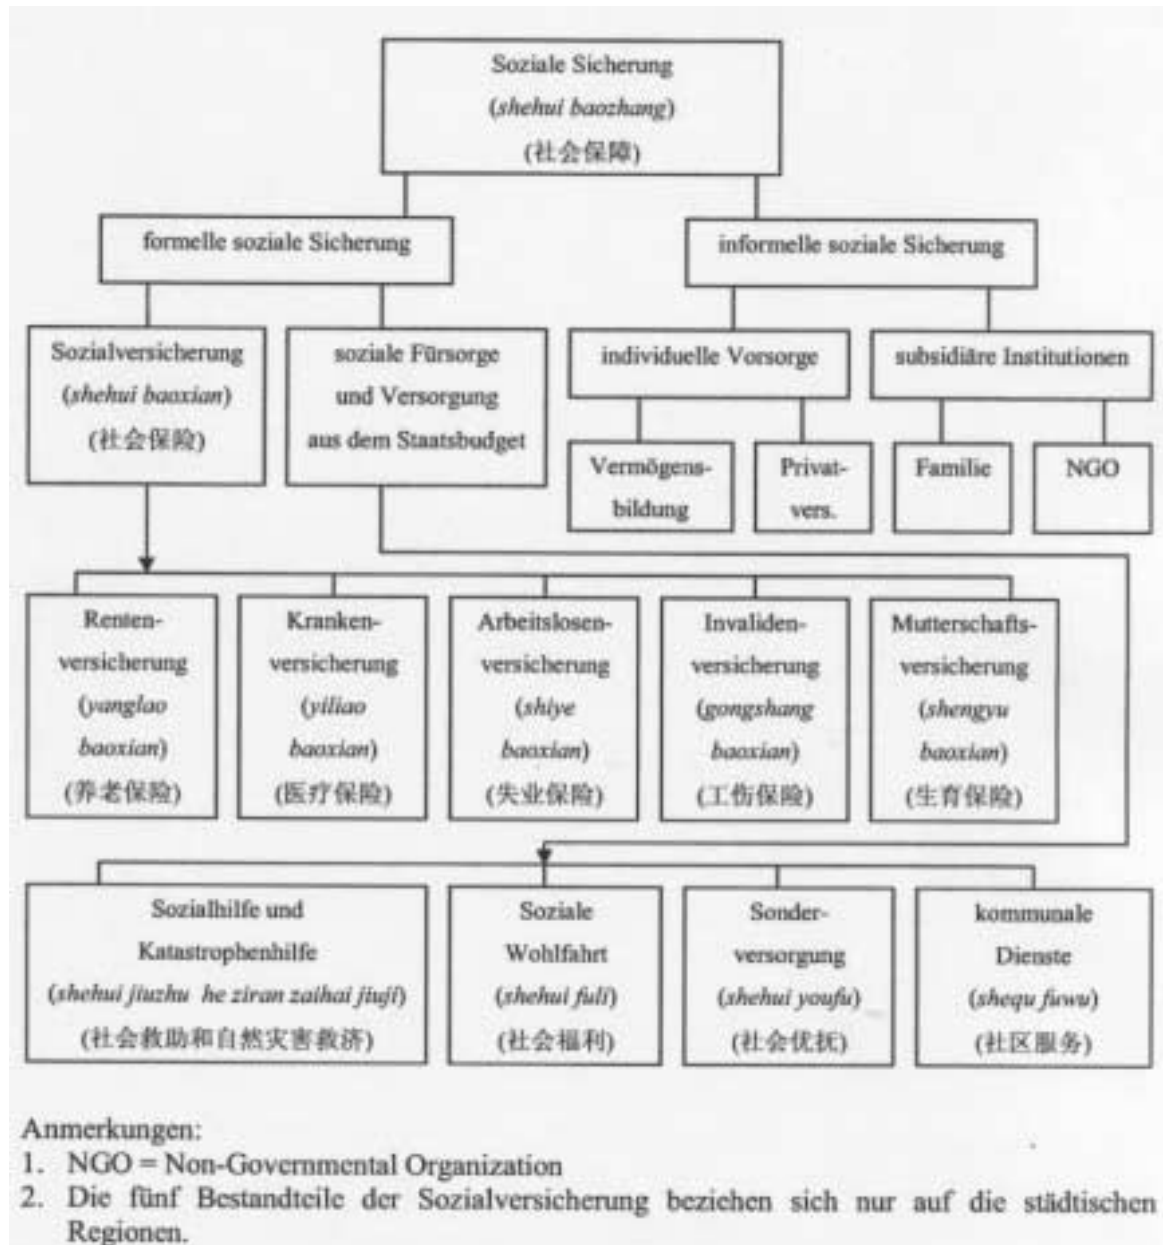 Soziale Sicherung
(shehui baozhang)
(社会保障)
formelle soziale Sicherung
informelle soziale Sicherung
Sozialversicherung
(shehui baoxian)
(社会保险)
soziale Fürsorge
und Versorgung
aus dem Staatsbudget
individuelle Vorsorge
subsidiäre Institutionen
Vermögens-
bildung
Privat-
vers.
Familie
NGO
Renten-
versicherung
(yanglao
baoxian)
(养老保险)
Kranken-
versicherung
(yiliao
baoxian)
(医疗保险)
Arbeitslosen-
versicherung
(shiye
baoxian)
(失业保险)
Invaliden-
versicherung
(gongshang
baoxian)
(工伤保险)
Mutterschafts-
versicherung
(shengyu
baoxian)
(生育保险)
Sozialhilfe und
Katastrophenhilfe
(shehui jiuzhu he ziran zaihai jiuji)
(社会救助和自然灾害救济)
Soziale
Wohlfahrt
(shehui fuli)
(社会福利)
Sonder-
versorgung
(shehui youfu)
(社会优抚)
kommunale
Dienste
(shequ fuwu)
(社区服务)
Anmerkungen:
1. NGO = Non-Governmental Organization
2. Die fünf Bestandteile der Sozialversicherung beziehen sich nur auf die städtischen
Regionen.